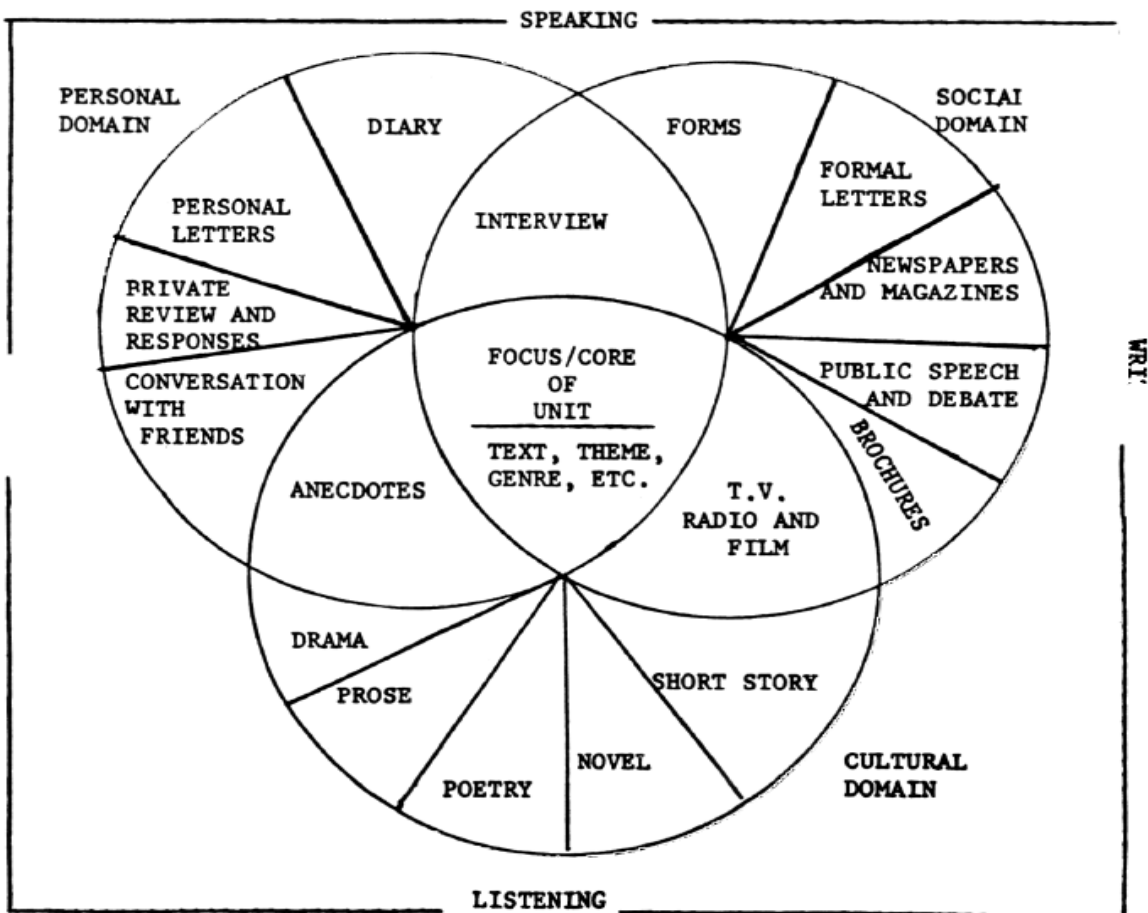 SPEAKING
PERSONAL
DOMAIN
DIARY
FORMS
SOCIAI
DOMAIN
PERSONAL
LETTERS
INTERVIEW
FORMAL
LETTERS
PRIVATE
REVIEW AND
RESPONSES
NEWSPAPERS
AND MAGAZINES
CONVERSATION
WITH
FRIENDS
FOCUS/CORE
OF
UNIT
TEXT, THEME,
GENRE, ETC.
PUBLIC SPEECH
AND DEBATE
BROCHURES
WRI
ANECDOTES
T.V.
RADIO AND
FILM
DRAMA
PROSE
POETRY
NOVEL
SHORT STORY
CULTURAL
DOMAIN
LISTENING